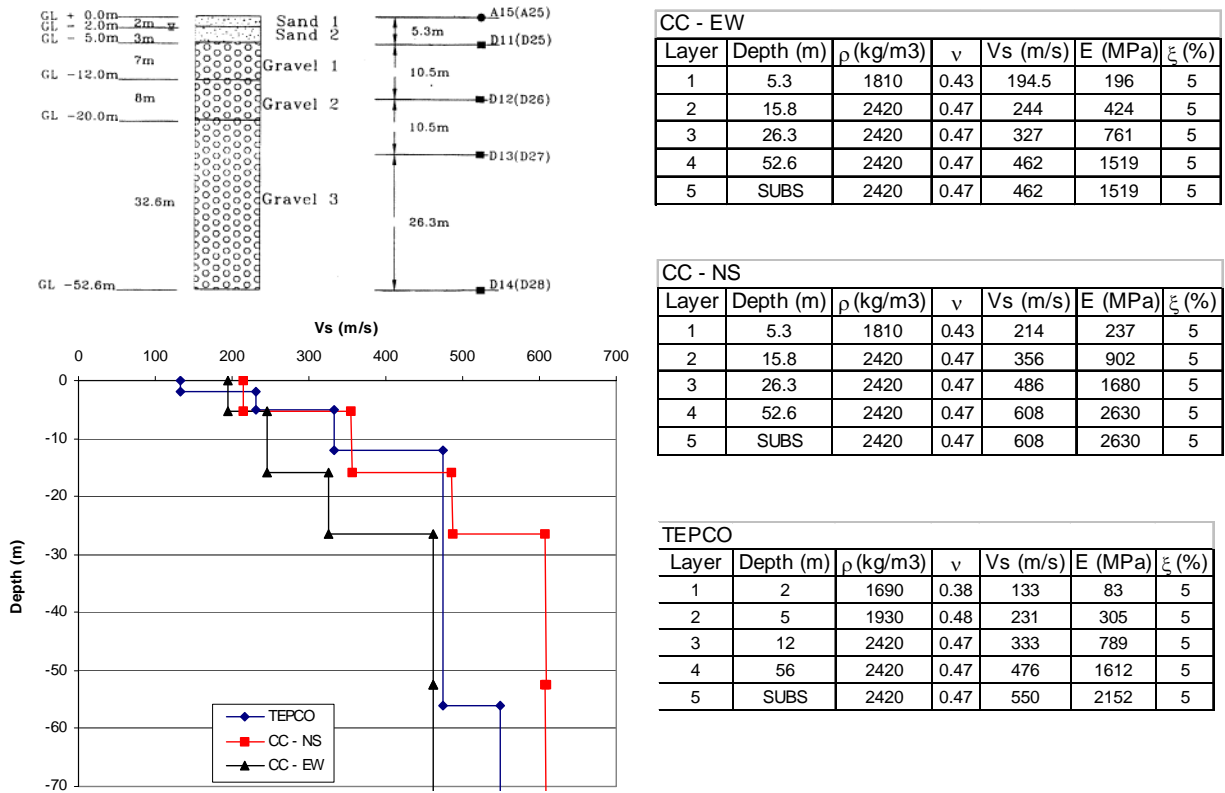 GL + 0.0m
GL - 2.0m
GL - 5.0m
GL -12.0m
GL -20.0m
GL -52.6m
2m
3m
7m
8m
32.6m
Sand 1
Sand 2
Gravel 1
Gravel 2
Gravel 3
A15(A25)
5.3m
D11(D25)
10.5m
D12(D26)
10.5m
D13(D27)
26.3m
D14(D28)
Vs (m/s)
0 100 200 300 400 500 600 700
Depth (m)
0
-10
-20
-30
-40
-50
-60
-70
TEPCO
CC - NS
CC - EW
CC - EW
Layer Depth (m) ρ (kg/m3) ν Vs (m/s) E (MPa) ξ (%)
1 5.3 1810 0.43 194.5 196 5
2 15.8 2420 0.47 244 424 5
3 26.3 2420 0.47 327 761 5
4 52.6 2420 0.47 462 1519 5
5 SUBS 2420 0.47 462 1519 5
CC - NS
Layer Depth (m) ρ (kg/m3) ν Vs (m/s) E (MPa) ξ (%)
1 5.3 1810 0.43 214 237 5
2 15.8 2420 0.47 356 902 5
3 26.3 2420 0.47 486 1680 5
4 52.6 2420 0.47 608 2630 5
5 SUBS 2420 0.47 608 2630 5
TEPCO
Layer Depth (m) ρ (kg/m3) ν Vs (m/s) E (MPa) ξ (%)
1 2 1690 0.38 133 83 5
2 5 1930 0.48 231 305 5
3 12 2420 0.47 333 789 5
4 56 2420 0.47 476 1612 5
5 SUBS 2420 0.47 550 2152 5